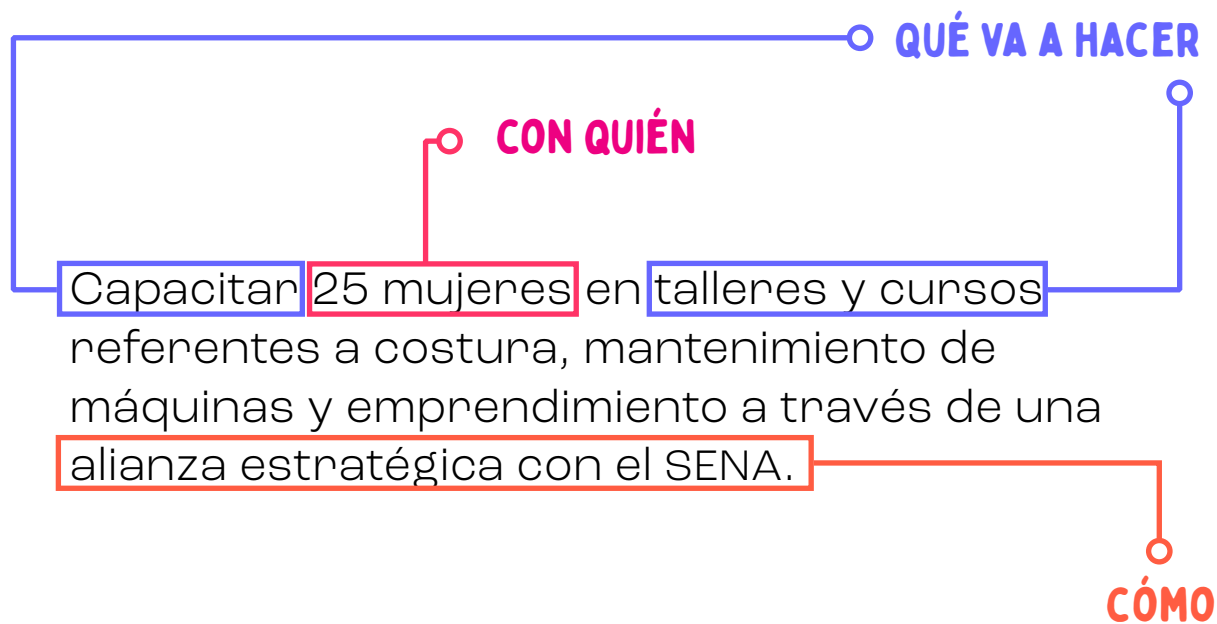 QUÉ VA A HACER
CON QUIÉN
Capacitar 25 mujeres en talleres y cursos
referentes a costura, mantenimiento de
máquinas y emprendimiento a través de una
alianza estratégica con el SENA.
CÓMO